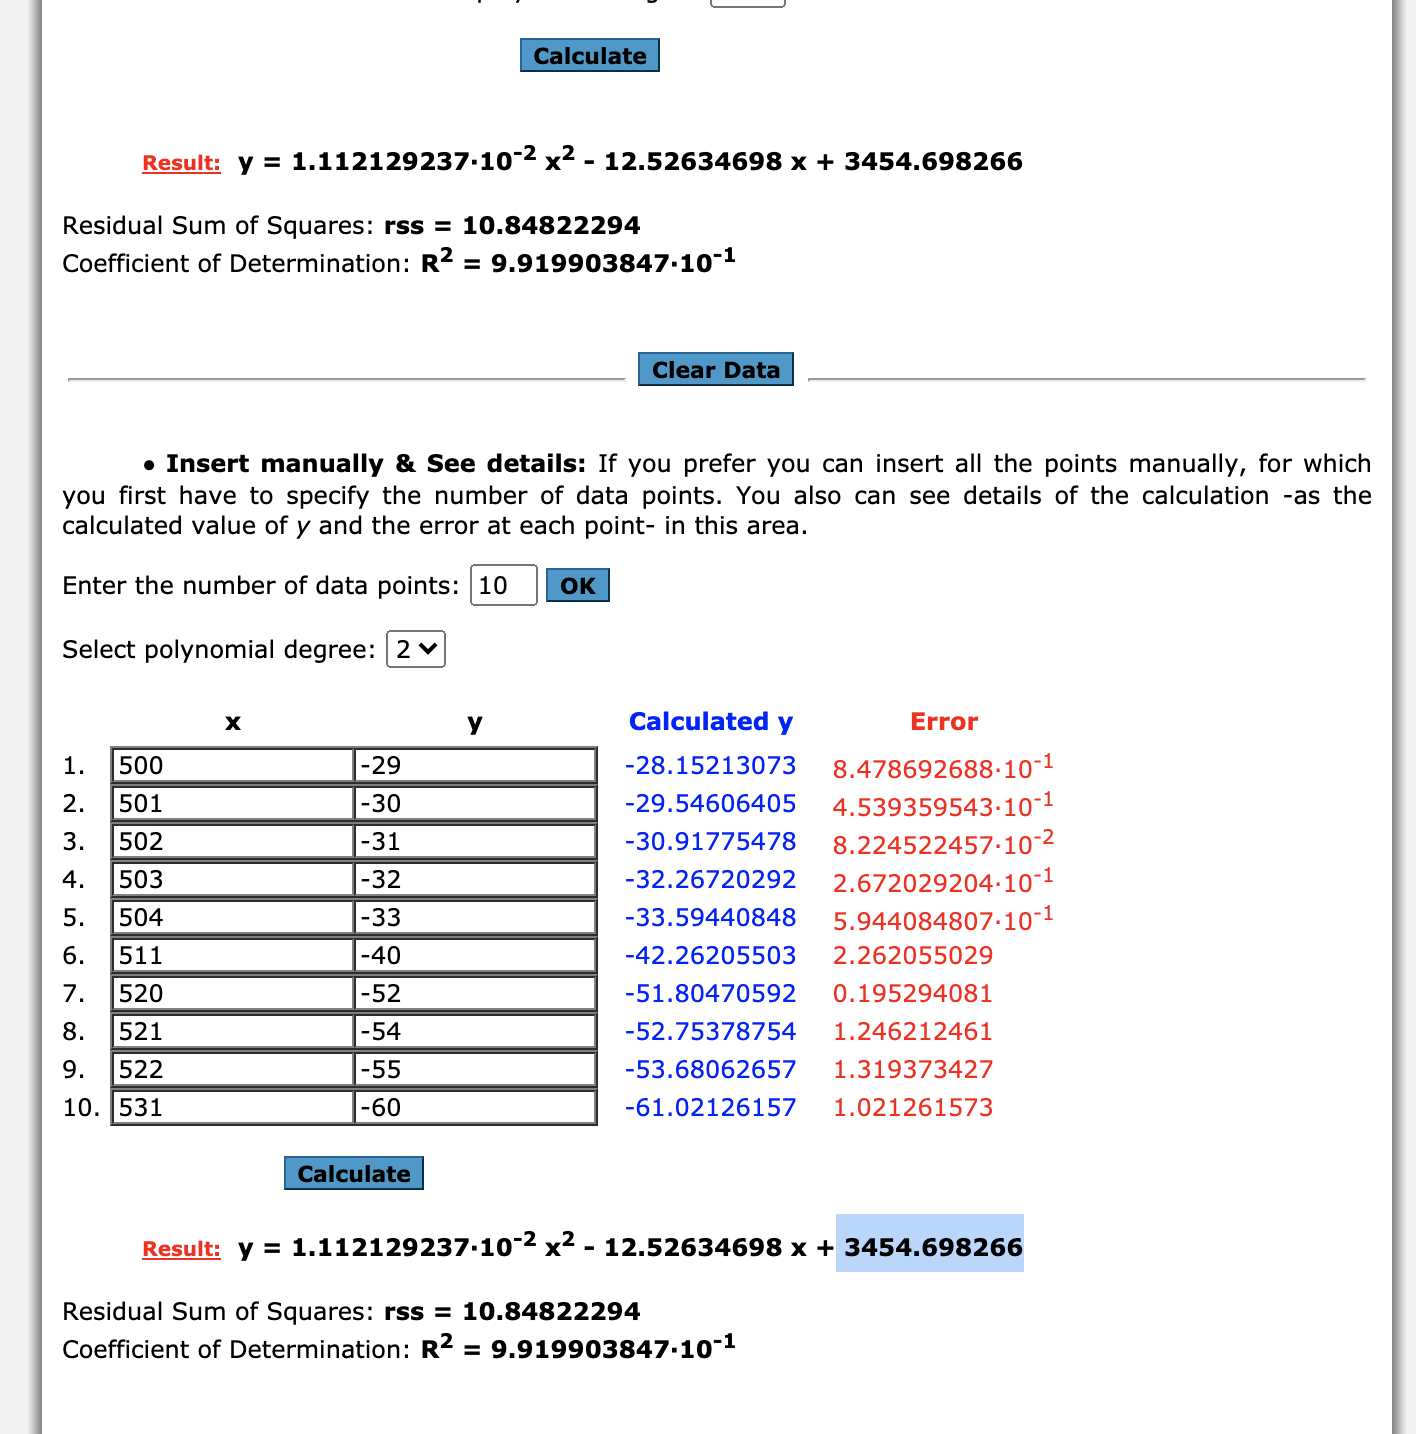 Calculate
Result: y = 1.112129237·10⁻² x² - 12.52634698 x + 3454.698266
Residual Sum of Squares: rss = 10.84822294
Coefficient of Determination: R² = 9.919903847·10⁻¹
Clear Data
• Insert manually & See details: If you prefer you can insert all the points manually, for which
you first have to specify the number of data points. You also can see details of the calculation -as the
calculated value of y and the error at each point- in this area.
Enter the number of data points: 10 OK
Select polynomial degree: 2
x y Calculated y Error
1. 500 -29 -28.15213073 8.478692688·10⁻¹
2. 501 -30 -29.54606405 4.539359543·10⁻¹
3. 502 -31 -30.91775478 8.224522457·10⁻²
4. 503 -32 -32.26720292 2.672029204·10⁻¹
5. 504 -33 -33.59440848 5.944084807·10⁻¹
6. 511 -40 -42.26205503 2.262055029
7. 520 -52 -51.80470592 0.195294081
8. 521 -54 -52.75378754 1.246212461
9. 522 -55 -53.68062657 1.319373427
10. 531 -60 -61.02126157 1.021261573
Calculate
Result: y = 1.112129237·10⁻² x² - 12.52634698 x + 3454.698266
Residual Sum of Squares: rss = 10.84822294
Coefficient of Determination: R² = 9.919903847·10⁻¹